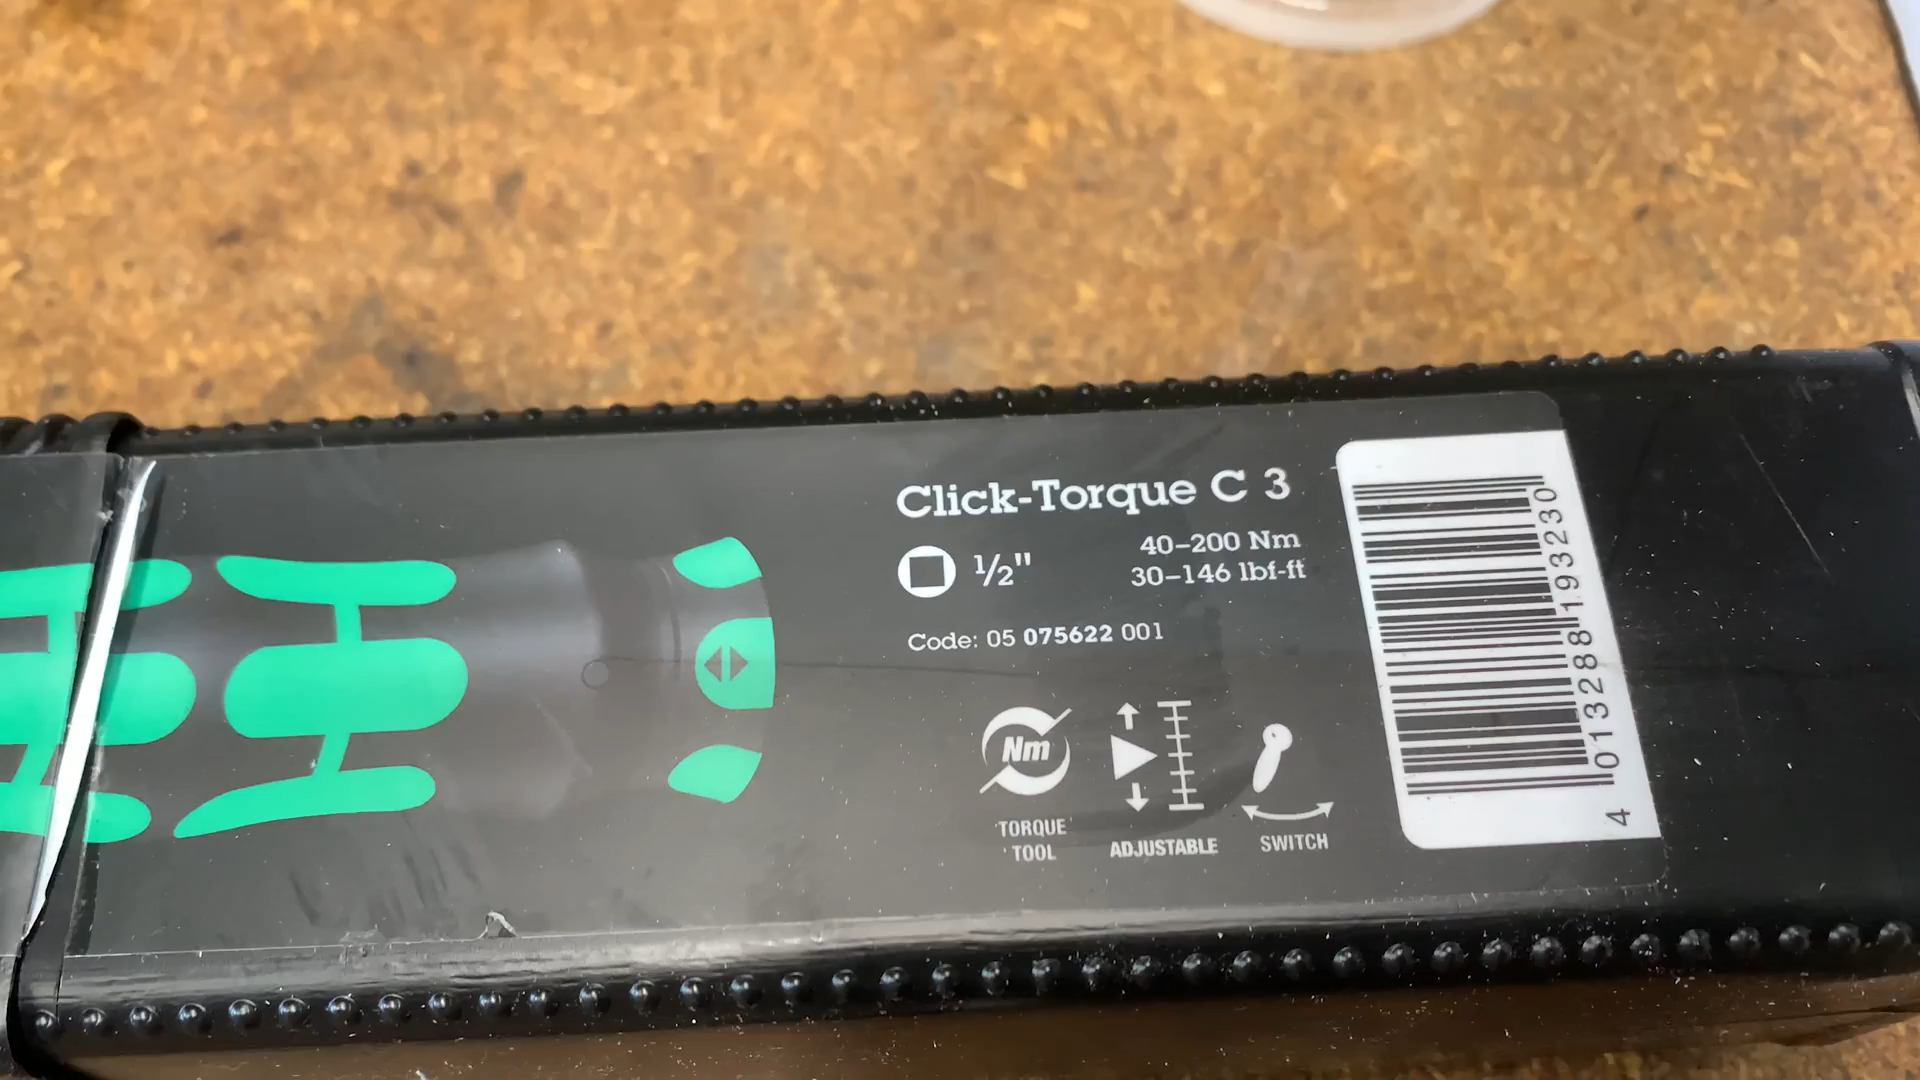 Click-Torque C 3
½"
40–200 Nm
30–146 lbf-ft
Code: 05 075622 001
Nm
TORQUE
TOOL
ADJUSTABLE
SWITCH
4 013288 193230